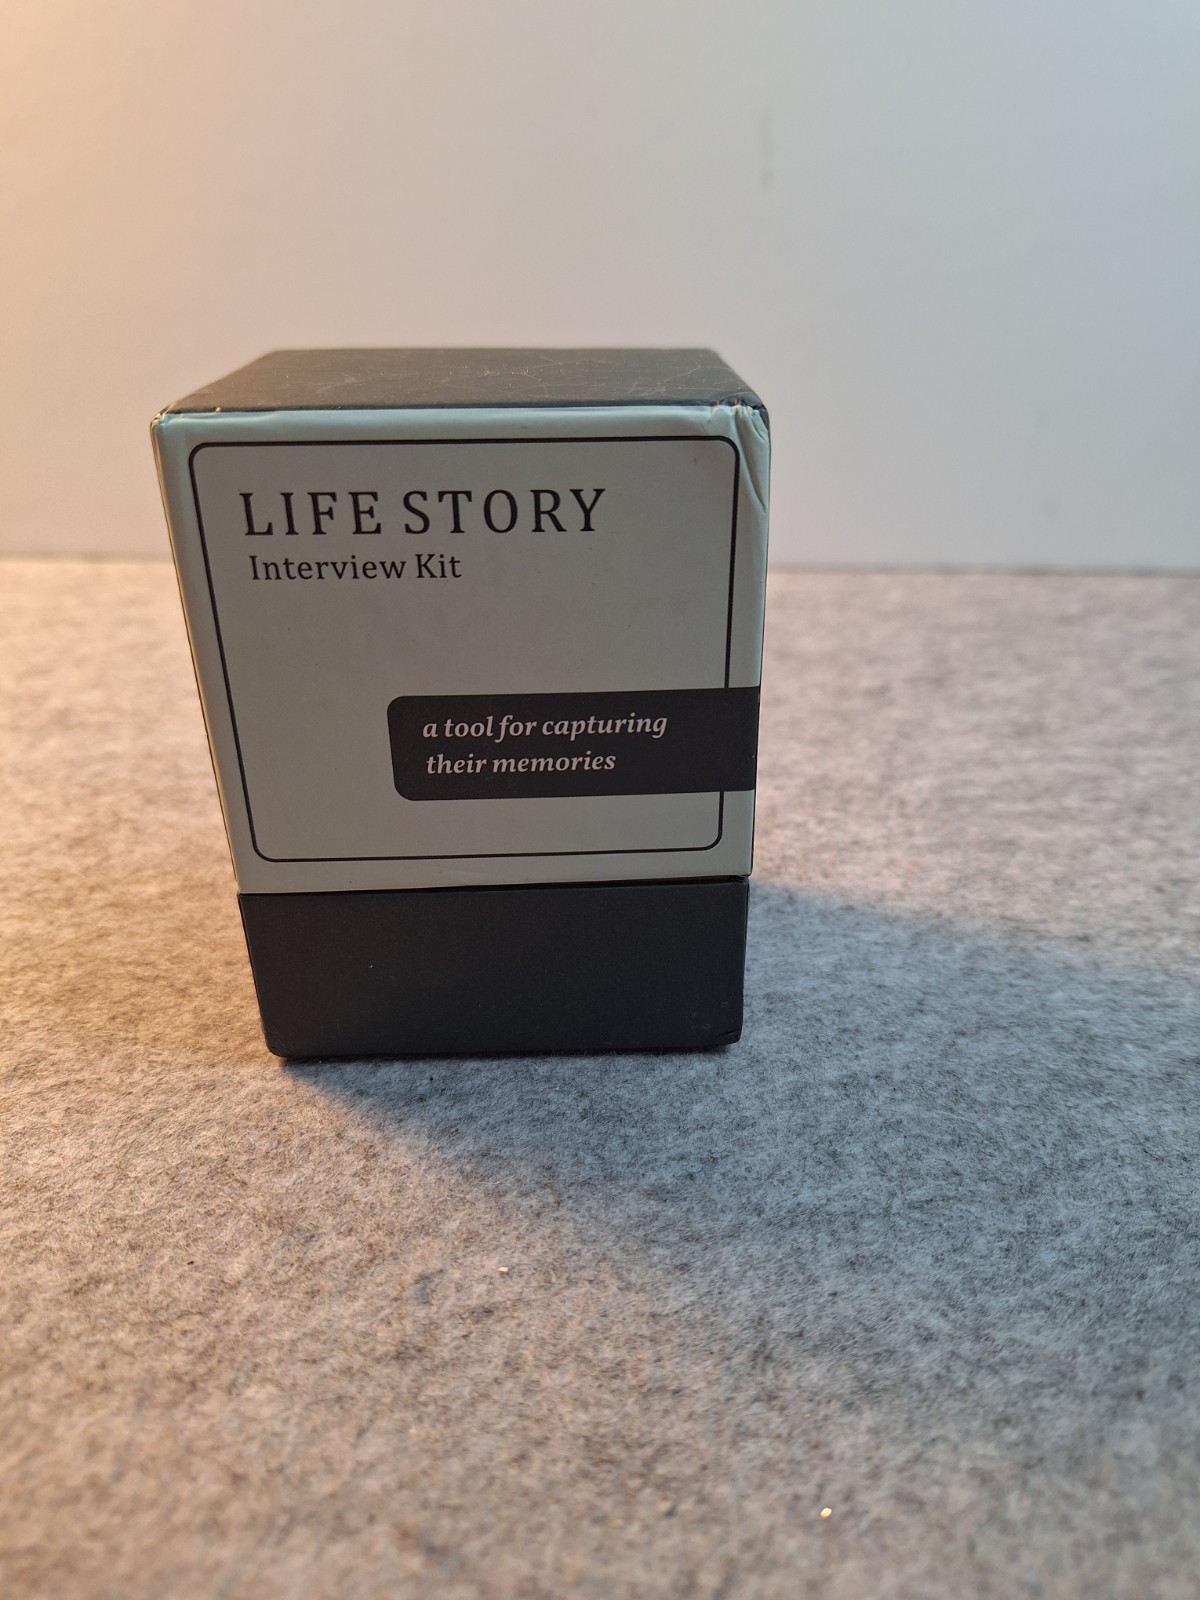 LIFE STORY
Interview Kit
a tool for capturing
their memories